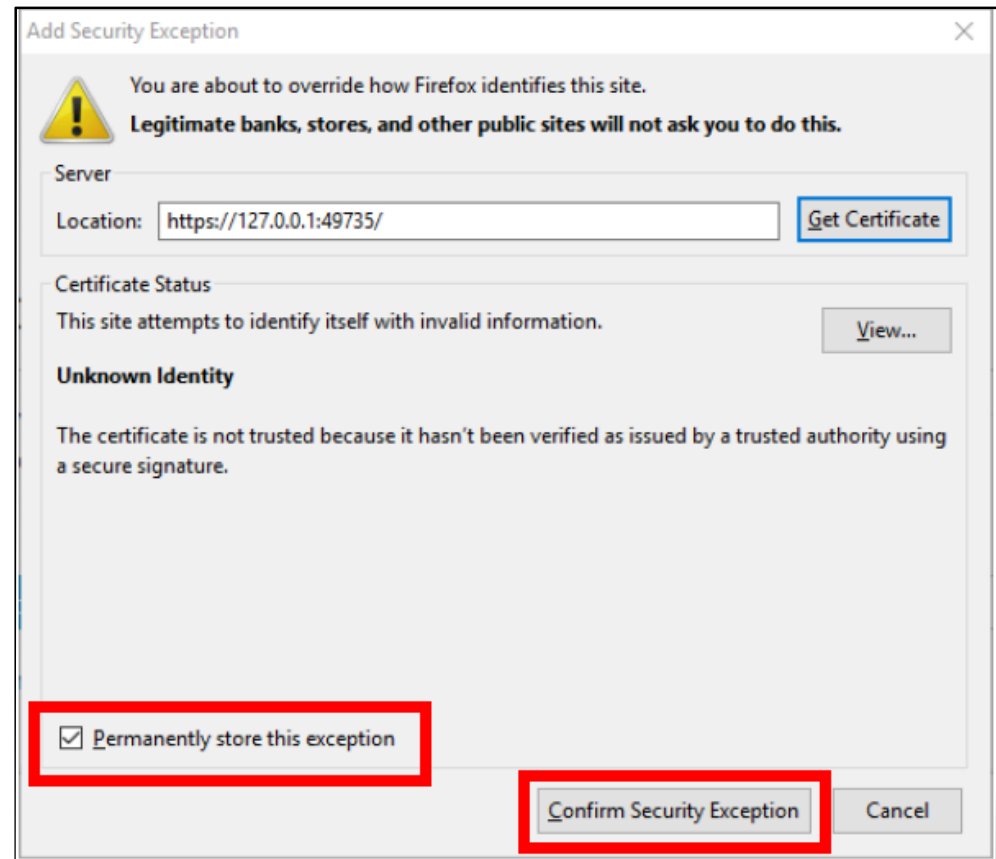 Add Security Exception
You are about to override how Firefox identifies this site.
Legitimate banks, stores, and other public sites will not ask you to do this.
Server
Location: https://127.0.0.1:49735/ Get Certificate
Certificate Status
This site attempts to identify itself with invalid information. View...
Unknown Identity
The certificate is not trusted because it hasn't been verified as issued by a trusted authority using
a secure signature.
Permanently store this exception
Confirm Security Exception Cancel